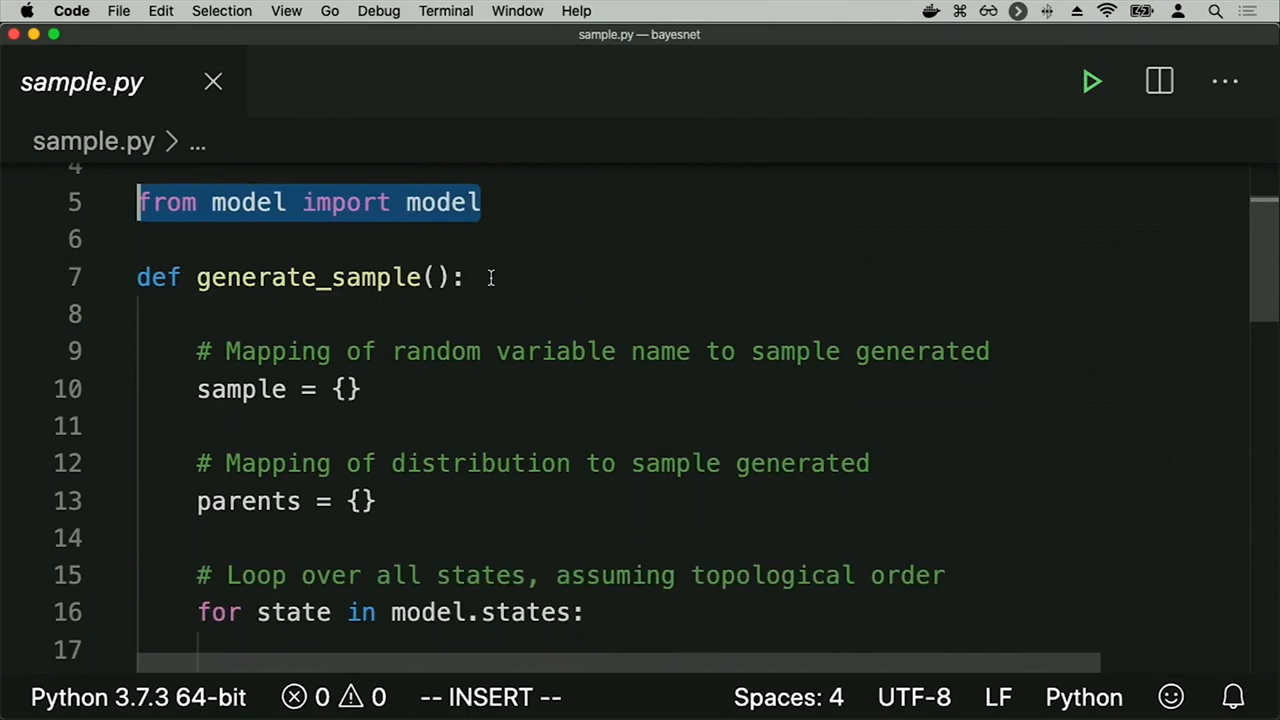 Code File Edit Selection View Go Debug Terminal Window Help
sample.py — bayesnet
sample.py
sample.py > ...
4
5 from model import model
6
7 def generate_sample():
8
9 # Mapping of random variable name to sample generated
10 sample = {}
11
12 # Mapping of distribution to sample generated
13 parents = {}
14
15 # Loop over all states, assuming topological order
16 for state in model.states:
17
Python 3.7.3 64-bit 0 0 -- INSERT -- Spaces: 4 UTF-8 LF Python